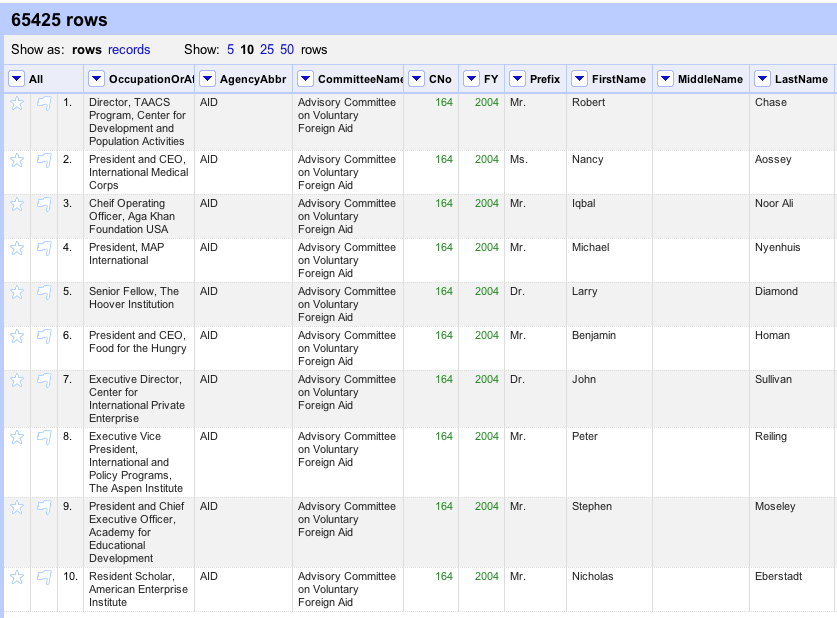 65425 rows
Show as: rows records Show: 5 10 25 50 rows
All OccupationOrAf AgencyAbbr CommitteeName CNo FY Prefix FirstName MiddleName LastName
1. Director, TAACS AID Advisory Committee 164 2004 Mr. Robert Chase
Program, Center for on Voluntary
Development and Foreign Aid
Population Activities
2. President and CEO, AID Advisory Committee 164 2004 Ms. Nancy Aossey
International Medical on Voluntary
Corps Foreign Aid
3. Cheif Operating AID Advisory Committee 164 2004 Mr. Iqbal Noor Ali
Officer, Aga Khan on Voluntary
Foundation USA Foreign Aid
4. President, MAP AID Advisory Committee 164 2004 Mr. Michael Nyenhuis
International on Voluntary
Foreign Aid
5. Senior Fellow, The AID Advisory Committee 164 2004 Dr. Larry Diamond
Hoover Institution on Voluntary
Foreign Aid
6. President and CEO, AID Advisory Committee 164 2004 Mr. Benjamin Homan
Food for the Hungry on Voluntary
Foreign Aid
7. Executive Director, AID Advisory Committee 164 2004 Dr. John Sullivan
Center for on Voluntary
International Private Foreign Aid
Enterprise
8. Executive Vice AID Advisory Committee 164 2004 Mr. Peter Reiling
President, on Voluntary
International and Foreign Aid
Policy Programs,
The Aspen Institute
9. President and Chief AID Advisory Committee 164 2004 Mr. Stephen Moseley
Executive Officer, on Voluntary
Academy for Foreign Aid
Educational
Development
10. Resident Scholar, AID Advisory Committee 164 2004 Mr. Nicholas Eberstadt
American Enterprise on Voluntary
Institute Foreign Aid